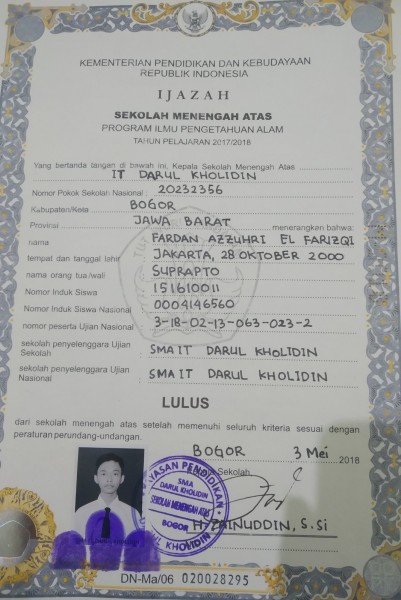 KEMENTERIAN PENDIDIKAN DAN KEBUDAYAAN
REPUBLIK INDONESIA
IJAZAH
SEKOLAH MENENGAH ATAS
PROGRAM ILMU PENGETAHUAN ALAM
TAHUN PELAJARAN 2017/2018
Yang bertanda tangan di bawah ini, Kepala Sekolah Menengah Atas
IT DARUL KHOLIDIN
Nomor Pokok Sekolah Nasional : 20232356
Kabupaten/Kota BOGOR
Provinsi JAWA BARAT menerangkan bahwa:
nama FARDAN AZZUHRI EL FARIZQI
tempat dan tanggal lahir JAKARTA, 28 OKTOBER 2000
nama orang tua/wali SUPRAPTO
Nomor Induk Siswa 151610011
Nomor Induk Siswa Nasional 0004146560
nomor peserta Ujian Nasional 3-18-02-13-063-023-2
sekolah penyelenggara Ujian
Sekolah SMAIT DARUL KHOLIDIN
sekolah penyelenggara Ujian
Nasional SMAIT DARUL KHOLIDIN
LULUS
dari sekolah menengah atas setelah memenuhi seluruh kriteria sesuai dengan
peraturan perundang-undangan.
BOGOR 3 Mei 2018
Sekolah,
YAYASAN PENDIDIKAN
SMA
DARUL KHOLIDIN
SEKOLAH MENENGAH ATAS
BOGOR
DARUL KHOLIDIN
H. ZAINUDDIN, S.Si
DN-Ma/06 020028295